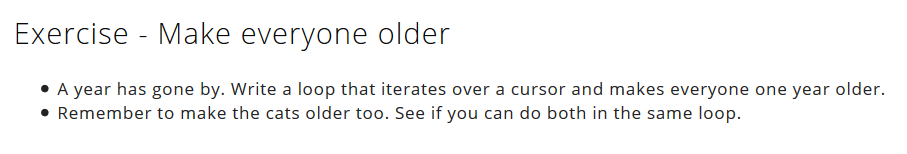 Exercise - Make everyone older
● A year has gone by. Write a loop that iterates over a cursor and makes everyone one year older.
● Remember to make the cats older too. See if you can do both in the same loop.